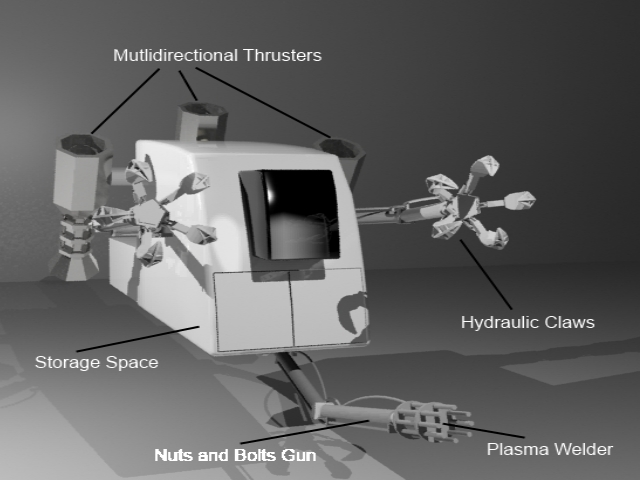 Mutlidirectional Thrusters
Hydraulic Claws
Storage Space
Nuts and Bolts Gun
Plasma Welder